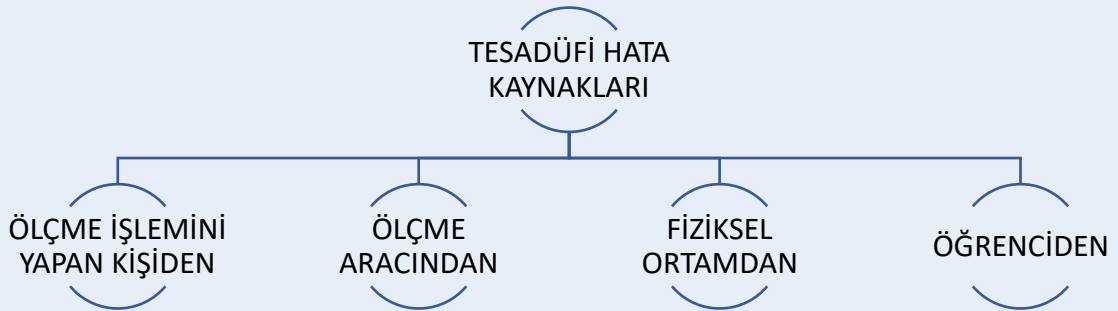 TESADÜFİ HATA
KAYNAKLARI
ÖLÇME İŞLEMİNİ
YAPAN KİŞİDEN
ÖLÇME
ARACINDAN
FİZİKSEL
ORTAMDAN
ÖĞRENCİDEN